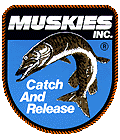 MUSKIES
INC.
®
Catch
And
Release